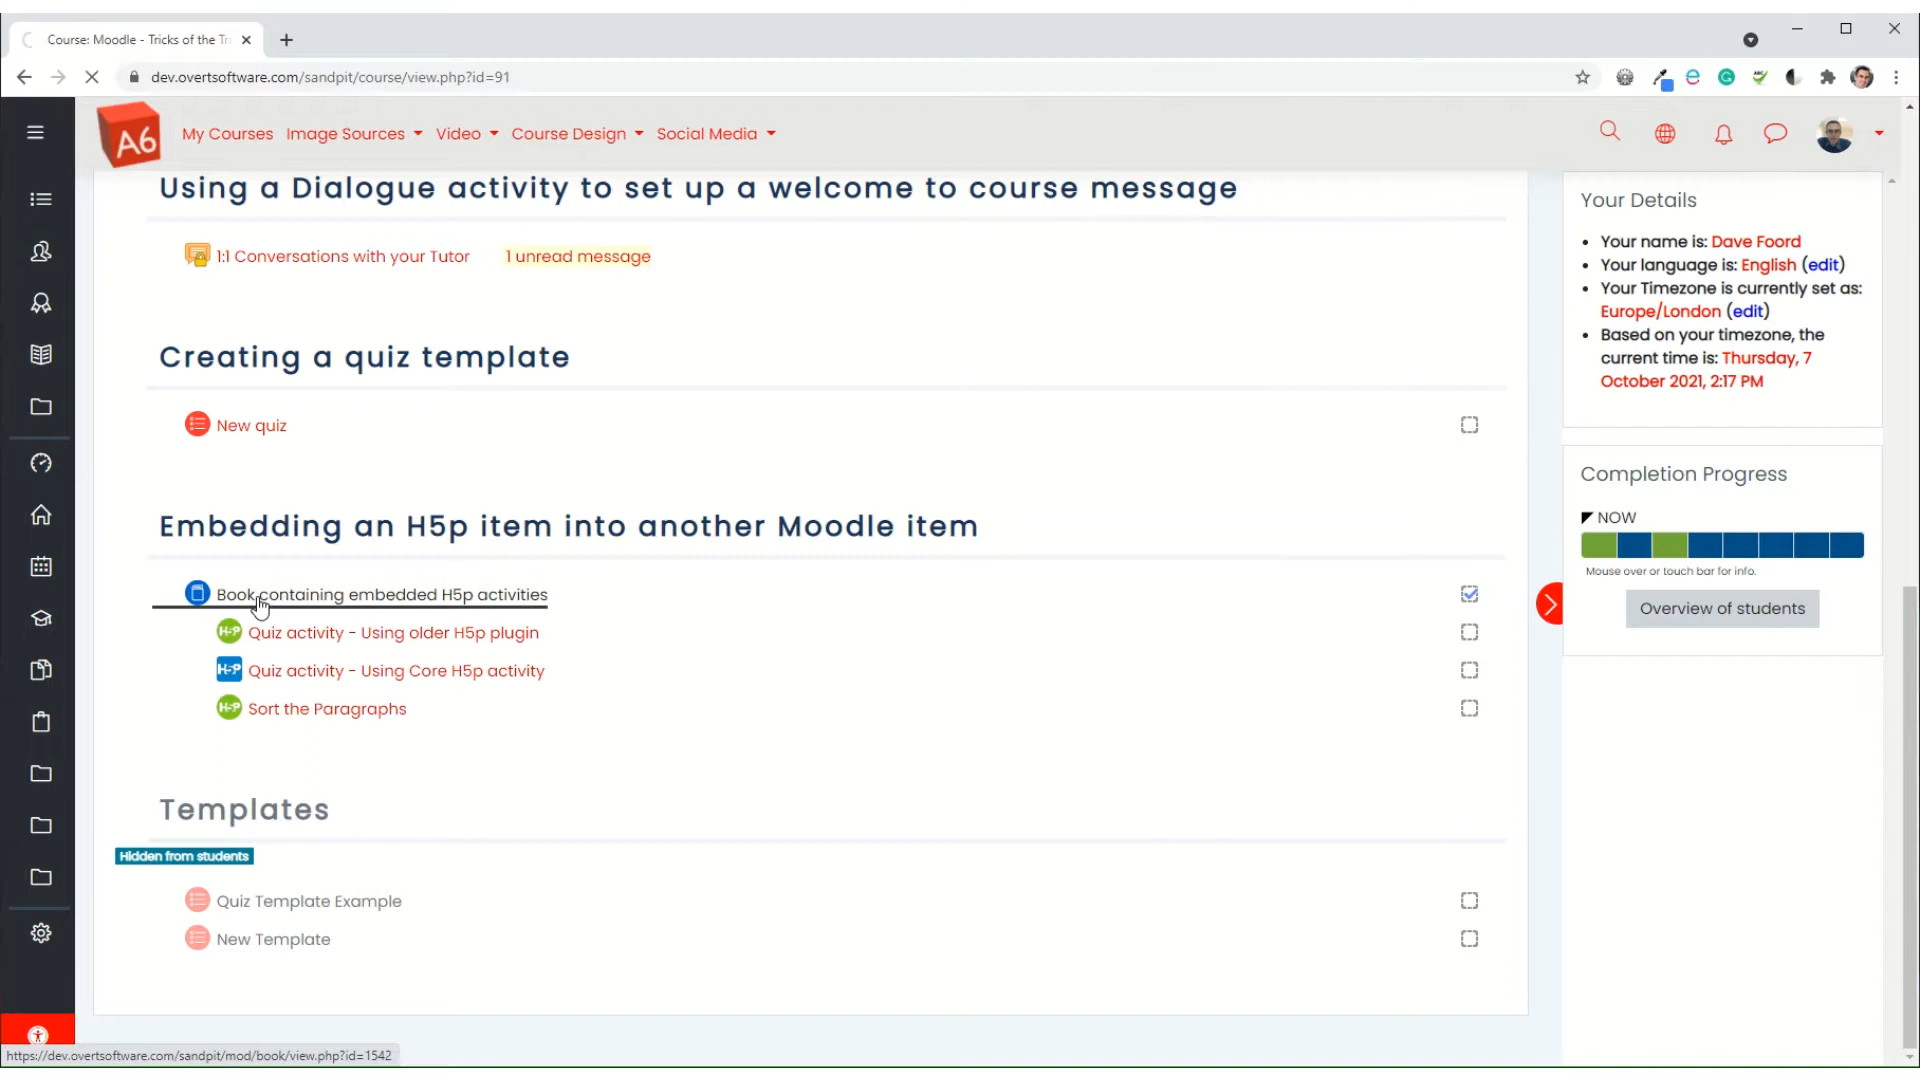 Course: Moodle - Tricks of the Tr
dev.overtsoftware.com/sandpit/course/view.php?id=91
A6
My Courses
Image Sources
Video
Course Design
Social Media
Using a Dialogue activity to set up a welcome to course message
1:1 Conversations with your Tutor
1 unread message
Creating a quiz template
New quiz
Embedding an H5p item into another Moodle item
Book containing embedded H5p activities
H-P Quiz activity - Using older H5p plugin
H-P Quiz activity - Using Core H5p activity
H-P Sort the Paragraphs
Templates
Hidden from students
Quiz Template Example
New Template
Your Details
Your name is: Dave Foord
Your language is: English (edit)
Your Timezone is currently set as:
Europe/London (edit)
Based on your timezone, the
current time is: Thursday, 7
October 2021, 2:17 PM
Completion Progress
NOW
Mouse over or touch bar for info.
Overview of students
https://dev.overtsoftware.com/sandpit/mod/book/view.php?id=1542